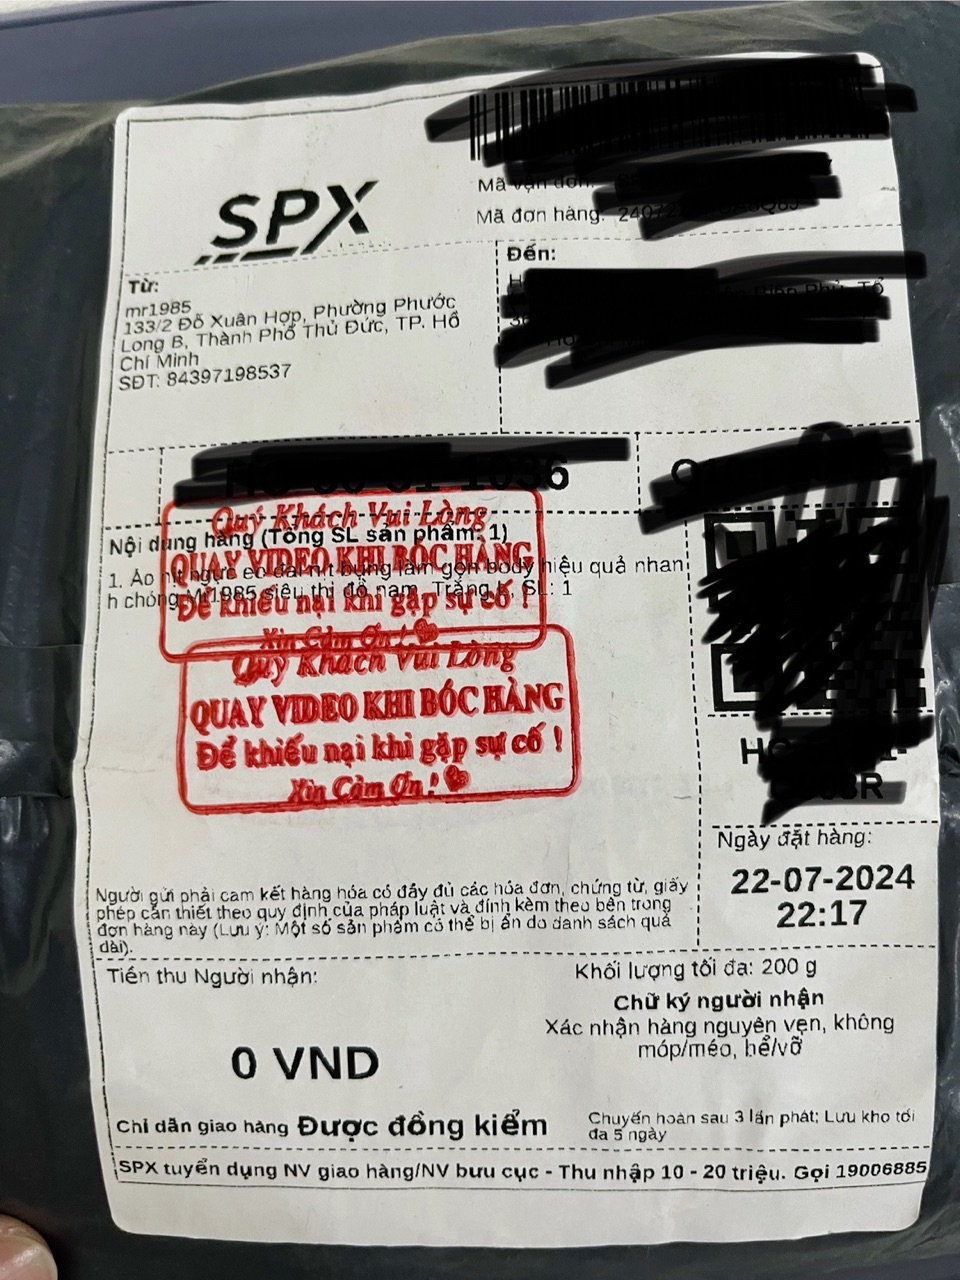 SPX
Mã vận đơn:
Mã đơn hàng:
Từ:
mr1985
133/2 Đỗ Xuân Hợp, Phường Phước
Long B, Thành Phố Thủ Đức, TP. Hồ
Chí Minh
SĐT: 84397198537
Đến:
Nội dung hàng (Tổng SL sản phẩm: 1)
1. Áo nịt ngực eo đai nịt bụng làm gọn body hiệu quả nhan
h chóng Mr1985 siêu thị đồ nam, Trắng, SL: 1
Quý Khách Vui Lòng
QUAY VIDEO KHI BÓC HÀNG
Để khiếu nại khi gặp sự cố !
Xin Cảm Ơn !
Quý Khách Vui Lòng
QUAY VIDEO KHI BÓC HÀNG
Để khiếu nại khi gặp sự cố !
Xin Cảm Ơn !
Ngày đặt hàng:
22-07-2024
22:17
Người gửi phải cam kết hàng hóa có đầy đủ các hóa đơn, chứng từ, giấy
phép cần thiết theo quy định của pháp luật và đính kèm theo bên trong
đơn hàng này (Lưu ý: Một số sản phẩm có thể bị ẩn do danh sách quá
dài).
Tiền thu Người nhận:
0 VND
Khối lượng tối đa: 200 g
Chữ ký người nhận
Xác nhận hàng nguyên vẹn, không
móp/méo, bể/vỡ
Chỉ dẫn giao hàng Được đồng kiểm
Chuyển hoàn sau 3 lần phát; Lưu kho tối
đa 5 ngày
SPX tuyển dụng NV giao hàng/NV bưu cục - Thu nhập 10 - 20 triệu. Gọi 19006885